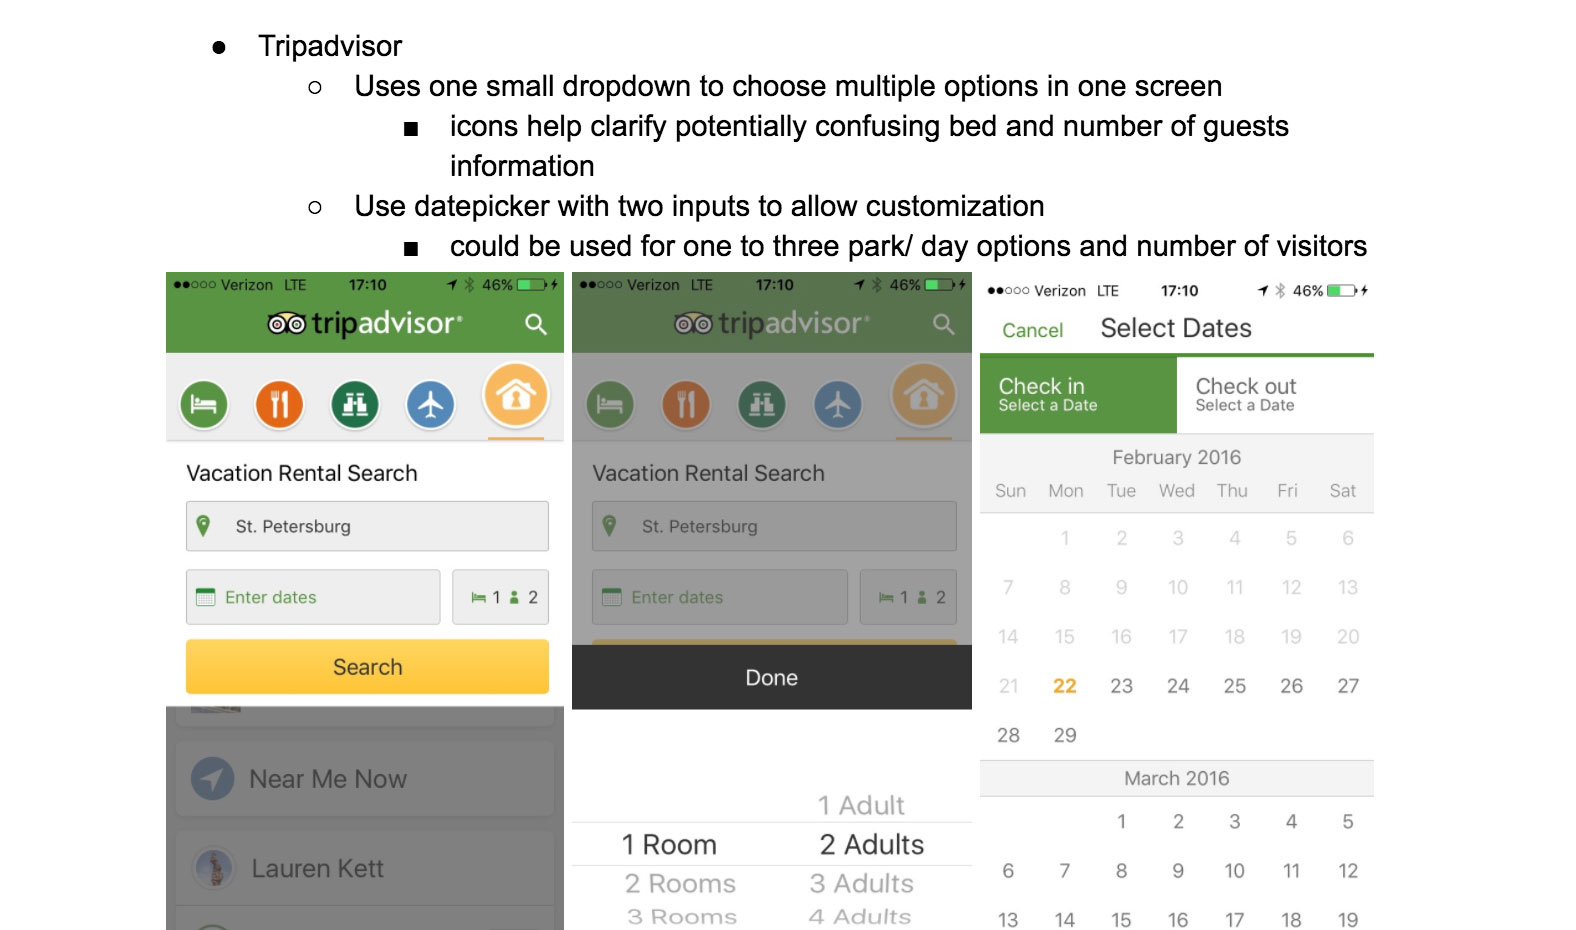 ● Tripadvisor
○ Uses one small dropdown to choose multiple options in one screen
■ icons help clarify potentially confusing bed and number of guests
information
○ Use datepicker with two inputs to allow customization
■ could be used for one to three park/ day options and number of visitors
Verizon LTE 17:10 46%
tripadvisor
Vacation Rental Search
St. Petersburg
Enter dates 1 2
Search
Near Me Now
Lauren Kett
Verizon LTE 17:10 46%
tripadvisor
Vacation Rental Search
St. Petersburg
Enter dates 1 2
Done
1 Adult
1 Room 2 Adults
2 Rooms 3 Adults
3 Rooms 4 Adults
Verizon LTE 17:10 46%
Cancel Select Dates
Check in Check out
Select a Date Select a Date
February 2016
Sun Mon Tue Wed Thu Fri Sat
1 2 3 4 5 6
7 8 9 10 11 12 13
14 15 16 17 18 19 20
21 22 23 24 25 26 27
28 29
March 2016
1 2 3 4 5
6 7 8 9 10 11 12
13 14 15 16 17 18 19